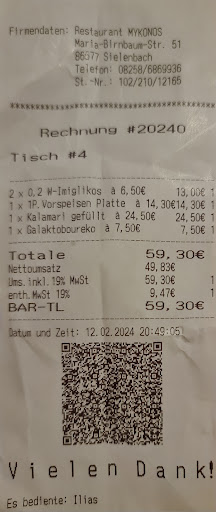 Firmendaten: Restaurant MYKONOS
Maria-Birnbaum-Str. 51
86577 Sielenbach
Telefon: 08258/6869936
St.-Nr.: 102/210/12165
Rechnung #20240
Tisch #4
2 x 0.2 W-Imiglikos à 6,50€ 13,00€ 1
1 x 1P.Vorspeisen Platte à 14,30€ 14,30€ 1
1 x Kalamari gefüllt à 24,50€ 24,50€ 1
1 x Galaktoboureko à 7,50€ 7,50€ 1
Totale 59,30€
Nettoumsatz 49,83€
Ums.inkl.19% MwSt 59,30€ 1
enth.MwSt 19% 9,47€ 1
BAR-TL 59,30€
Datum und Zeit: 12.02.2024 20:49:05
Vielen Dank!
Es bediente: Ilias